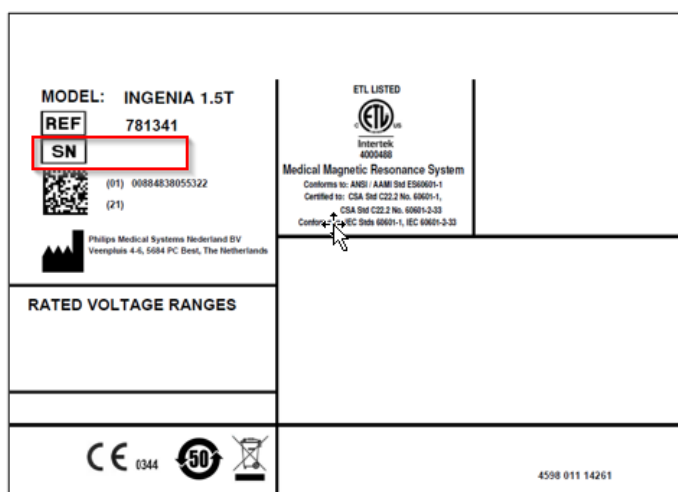 MODEL: INGENIA 1.5T
REF 781341
SN
(01) 00884838055322
(21)
Philips Medical Systems Nederland BV
Veenpluis 4-6, 5684 PC Best, The Netherlands
ETL LISTED
ETL
C US
Intertek
4000488
Medical Magnetic Resonance System
Conforms to: ANSI / AAMI Std ES60601-1
Certified to: CSA Std C22.2 No. 60601-1,
CSA Std C22.2 No. 60601-2-33
IEC Stds 60601-1, IEC 60601-2-33
RATED VOLTAGE RANGES
CE 0344
50
4598 011 14261